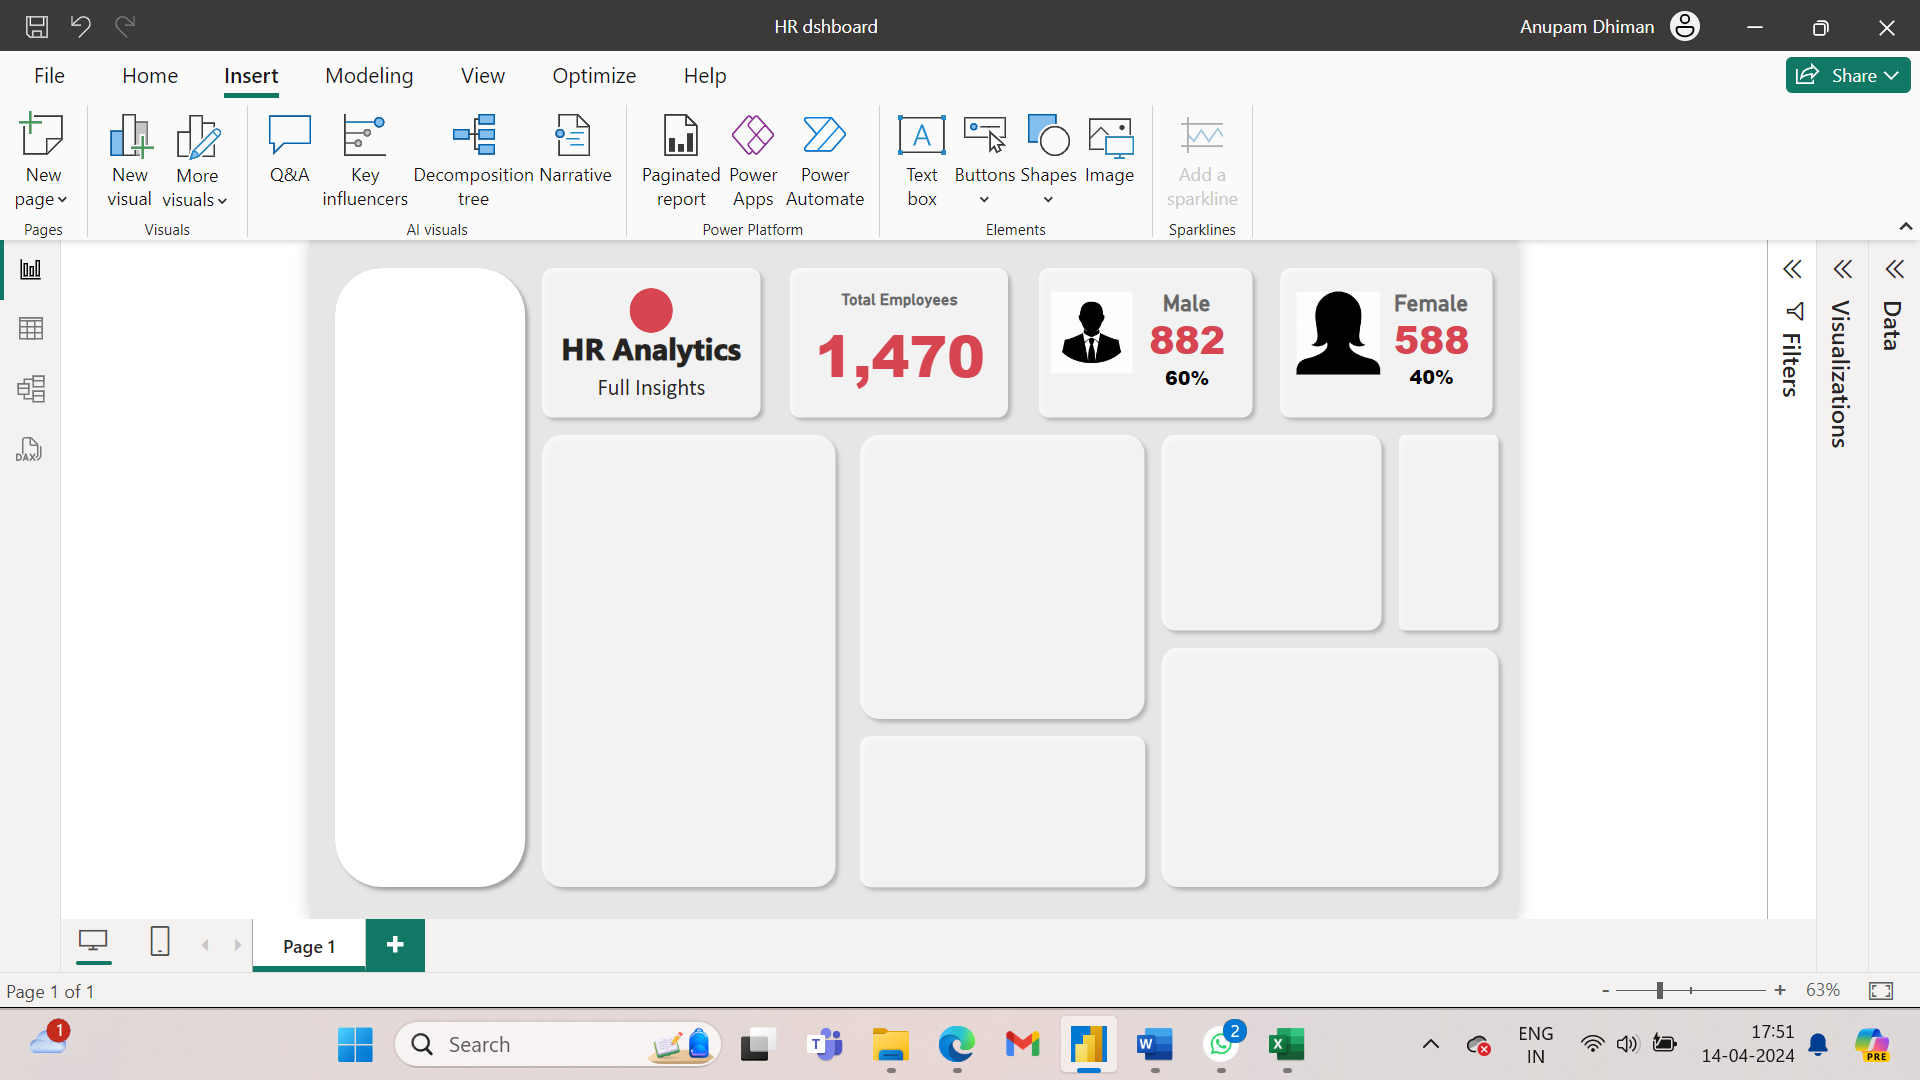 HR dshboard
Anupam Dhiman
File Home Insert Modeling View Optimize Help
Share
New page
New visual
More visuals
Q&A
Key influencers
Decomposition tree
Narrative
Paginated report
Power Apps
Power Automate
Text box
Buttons
Shapes
Image
Add a sparkline
Pages
Visuals
AI visuals
Power Platform
Elements
Sparklines
DAX
HR Analytics
Full Insights
Total Employees
1,470
Male
882
60%
Female
588
40%
Filters
Visualizations
Data
Page 1
Page 1 of 1
- + 63%
1
Search
T
W
2
X
ENG
IN
17:51
14-04-2024
PRE